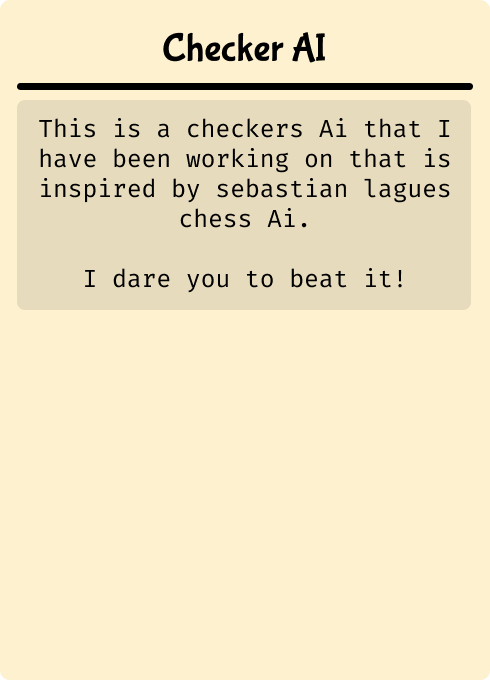 Checker AI
This is a checkers Ai that I
have been working on that is
inspired by sebastian lagues
chess Ai.
I dare you to beat it!